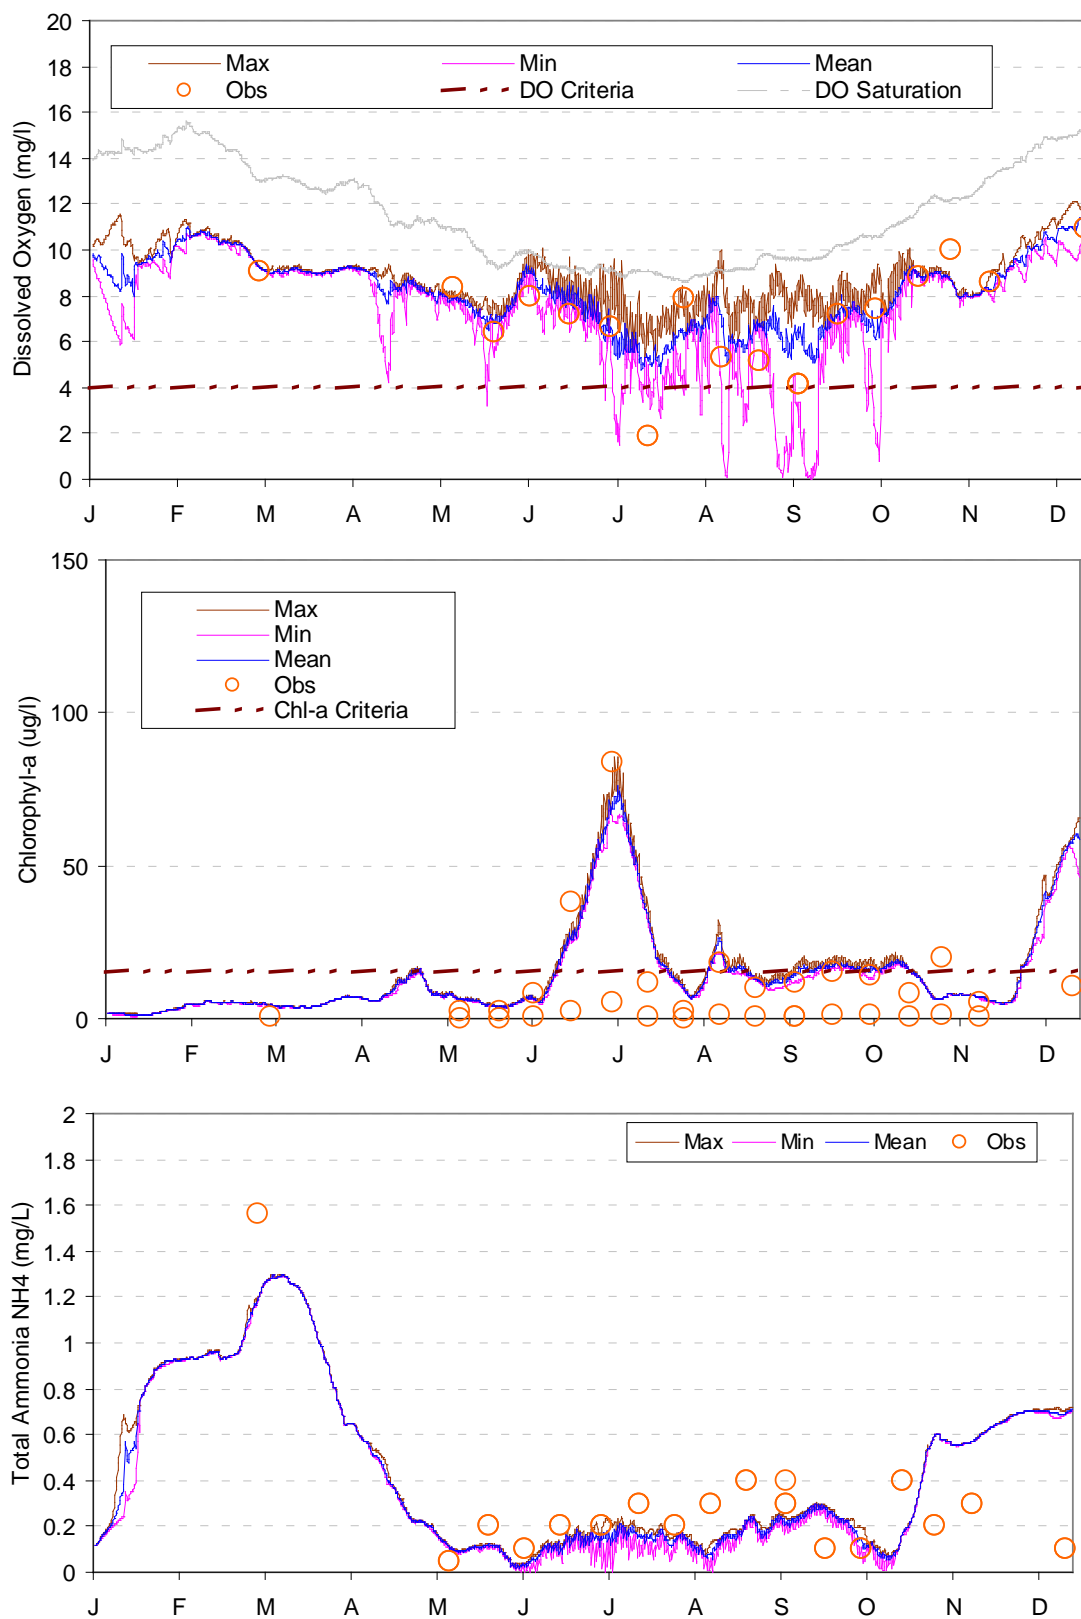 20
18
16
14
12
10
8
6
4
2
0
Dissolved Oxygen (mg/l)
Max Min Mean
Obs DO Criteria DO Saturation
J F M A M J J A S O N D
150
100
50
0
Chlorophyl-a (ug/l)
Max
Min
Mean
Obs
Chl-a Criteria
J F M A M J J A S O N D
2
1.8
1.6
1.4
1.2
1
0.8
0.6
0.4
0.2
0
Total Ammonia NH4 (mg/L)
Max Min Mean Obs
J F M A M J J A S O N D